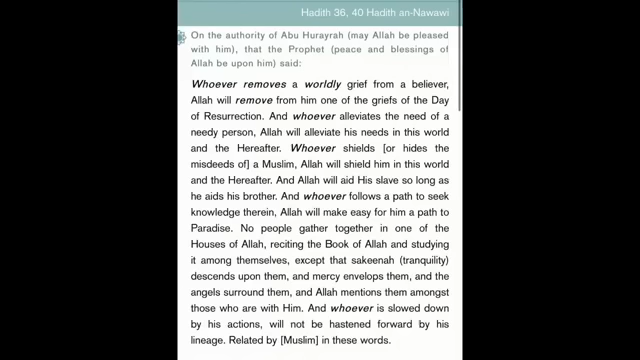 Hadith 36, 40 Hadith an-Nawawi
On the authority of Abu Hurayrah (may Allah be pleased
with him), that the Prophet (peace and blessings of
Allah be upon him) said:
Whoever removes a worldly grief from a believer,
Allah will remove from him one of the griefs of the Day
of Resurrection. And whoever alleviates the need of a
needy person, Allah will alleviate his needs in this world
and the Hereafter. Whoever shields [or hides the
misdeeds of] a Muslim, Allah will shield him in this world
and the Hereafter. And Allah will aid His slave so long as
he aids his brother. And whoever follows a path to seek
knowledge therein, Allah will make easy for him a path to
Paradise. No people gather together in one of the
Houses of Allah, reciting the Book of Allah and studying
it among themselves, except that sakeenah (tranquility)
descends upon them, and mercy envelops them, and the
angels surround them, and Allah mentions them amongst
those who are with Him. And whoever is slowed down
by his actions, will not be hastened forward by his
lineage. Related by [Muslim] in these words.